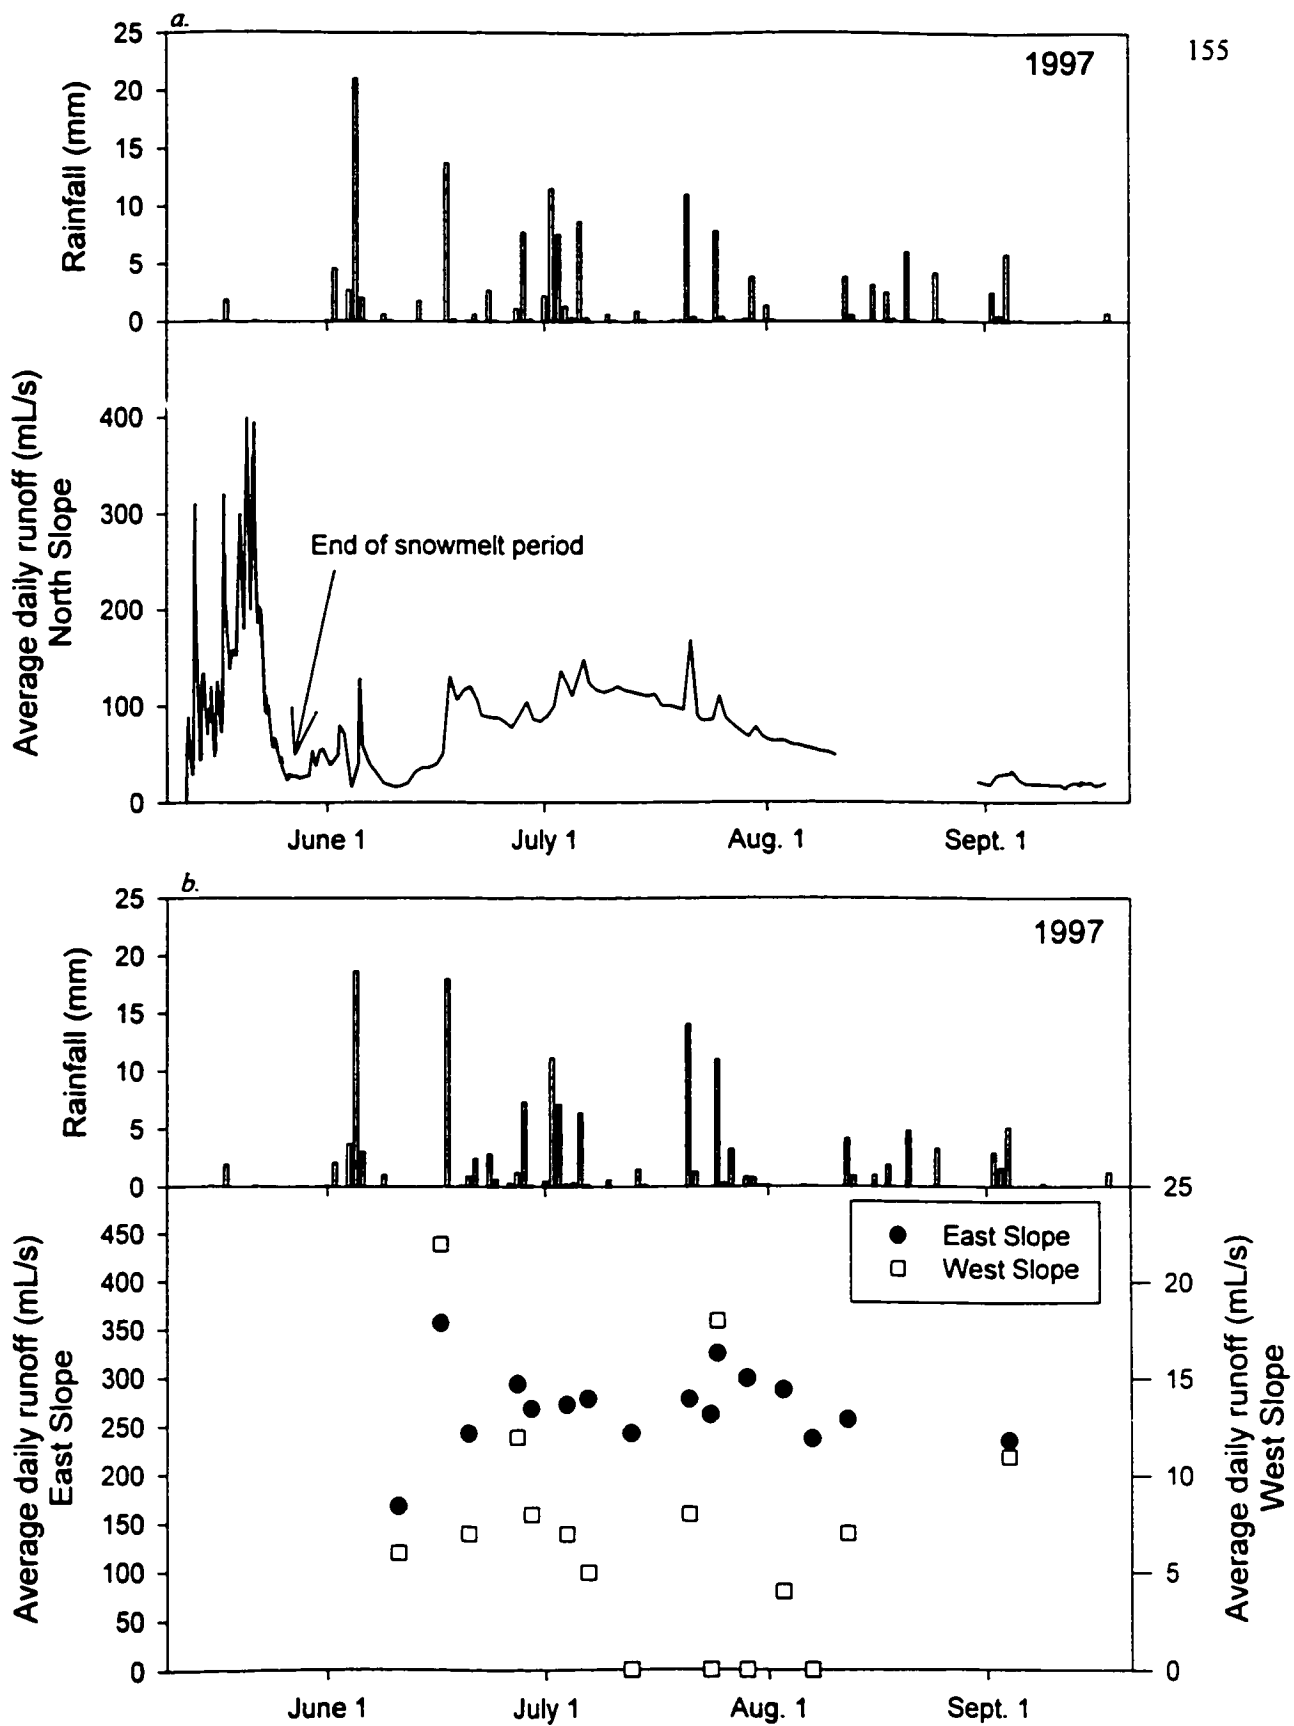 a.
155
1997
25
20
15
10
5
0
Rainfall (mm)
400
300
200
100
0
Average daily runoff (mL/s)
North Slope
End of snowmelt period
June 1
July 1
Aug. 1
Sept. 1
b.
1997
25
20
15
10
5
0
Rainfall (mm)
450
400
350
300
250
200
150
100
50
0
Average daily runoff (mL/s)
East Slope
East Slope
West Slope
25
20
15
10
5
0
Average daily runoff (mL/s)
West Slope
June 1
July 1
Aug. 1
Sept. 1